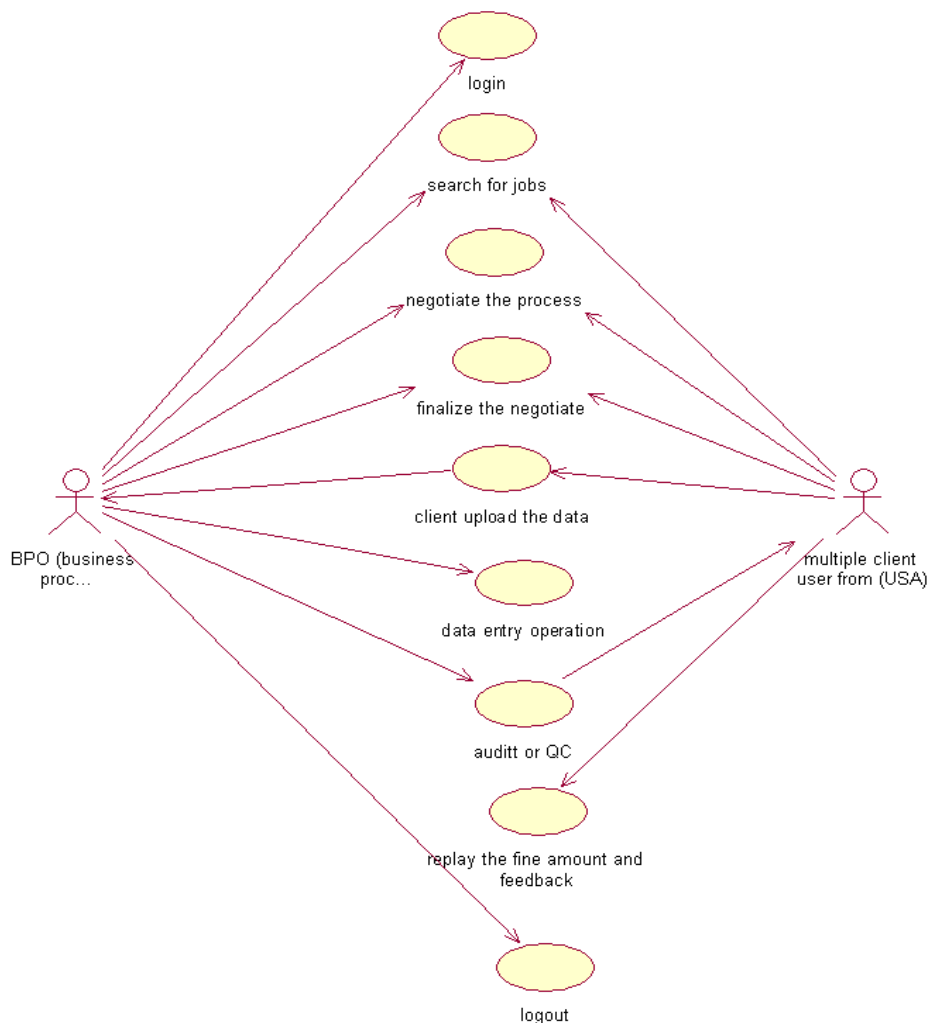 login
search for jobs
negotiate the process
finalize the negotiate
client upload the data
BPO (business
proc...
multiple client
user from (USA)
data entry operation
auditt or QC
replay the fine amount and
feedback
logout